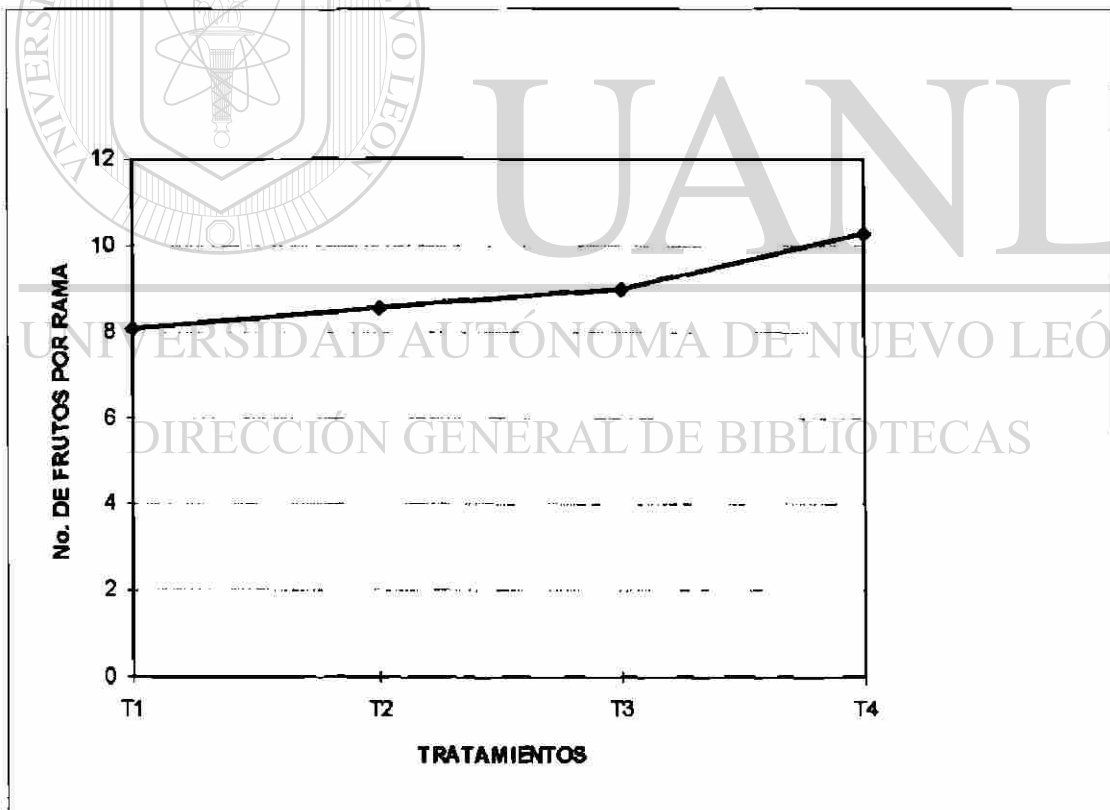 UANL
12
10
8
6
4
2
0
No. DE FRUTOS POR RAMA
T1 T2 T3 T4
TRATAMIENTOS
UNIVERSIDAD AUTÓNOMA DE NUEVO LEÓ
DIRECCIÓN GENERAL DE BIBLIOTECAS